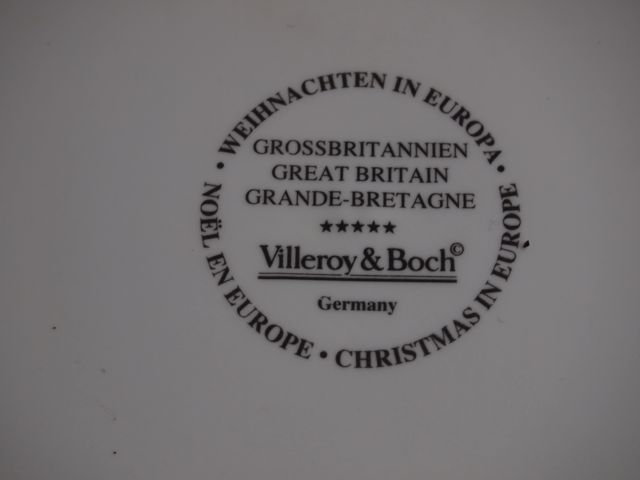 WEIHNACHTEN IN EUROPA •
CHRISTMAS IN EUROPE •
NOËL EN EUROPE •
GROSSBRITANNIEN
GREAT BRITAIN
GRANDE-BRETAGNE
★★★★★
Villeroy & Boch©
Germany